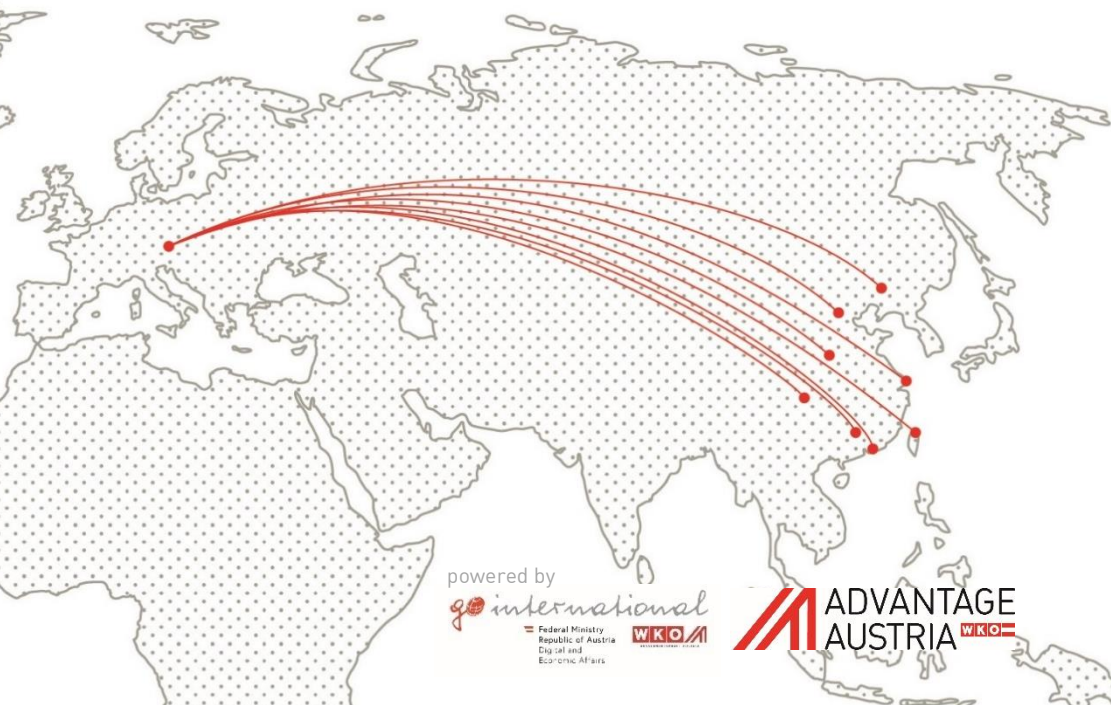 powered by
go international
Federal Ministry
Republic of Austria
Digital and
Economic Affairs
WKO
ADVANTAGE
AUSTRIA WKO